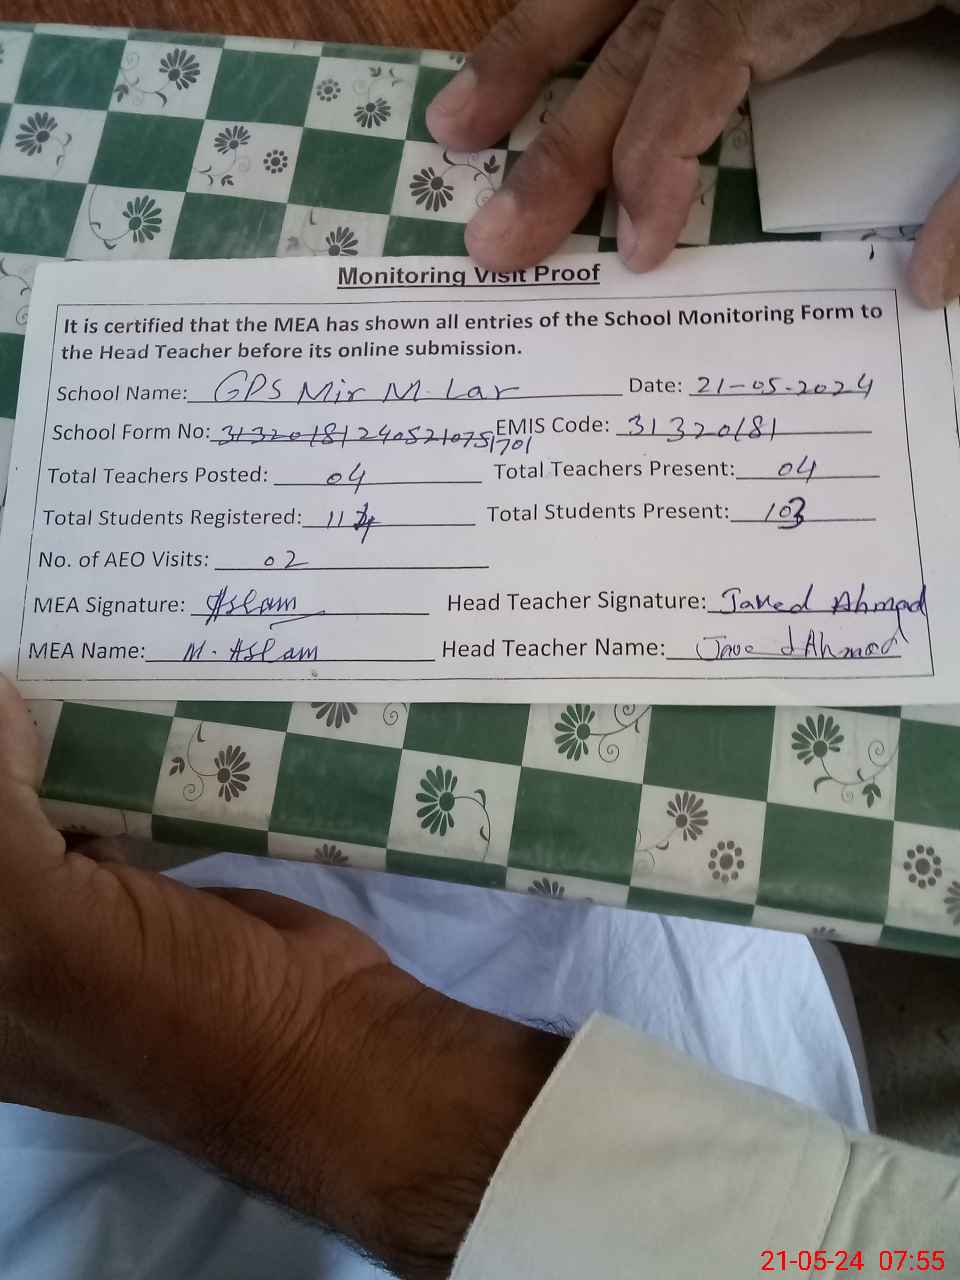 Monitoring Visit Proof
It is certified that the MEA has shown all entries of the School Monitoring Form to
the Head Teacher before its online submission.
School Name: GPS Mir M. Lar Date: 21-05-2024
School Form No: EMIS Code: 31320181
Total Teachers Posted: 04 Total Teachers Present: 04
Total Students Registered: Total Students Present: 103
No. of AEO Visits: 02
MEA Signature: Aslam Head Teacher Signature: Javed Ahmad
MEA Name: M. Aslam Head Teacher Name: Javed Ahmad
21-05-24 07:55